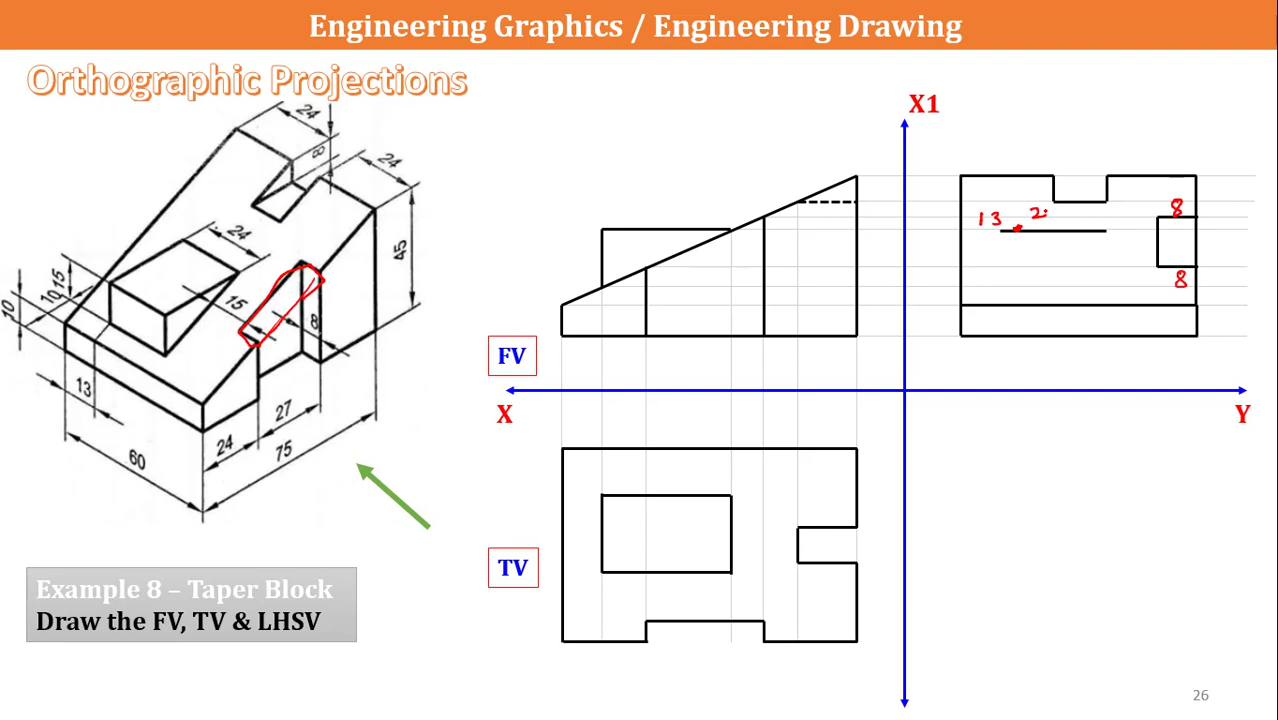 Engineering Graphics / Engineering Drawing
Orthographic Projections
24
8
24
45
24
15
10
10
15
8
13
27
24
75
60
X1
13
2
8
8
FV
X
Y
TV
Example 8 – Taper Block
Draw the FV, TV & LHSV
26